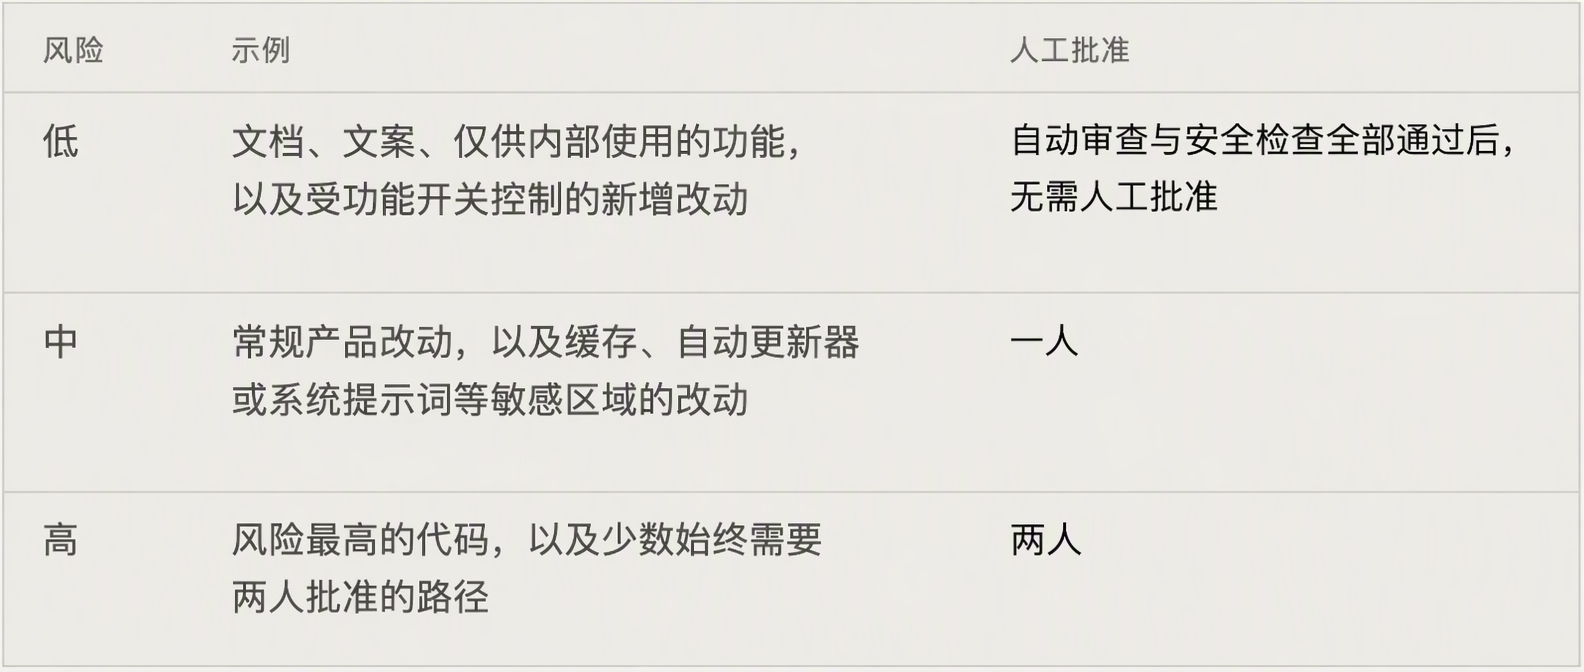 风险
示例
人工批准
低
文档、文案、仅供内部使用的功能，
以及受功能开关控制的新增改动
自动审查与安全检查全部通过后，
无需人工批准
中
常规产品改动，以及缓存、自动更新器
或系统提示词等敏感区域的改动
一人
高
风险最高的代码，以及少数始终需要
两人批准的路径
两人